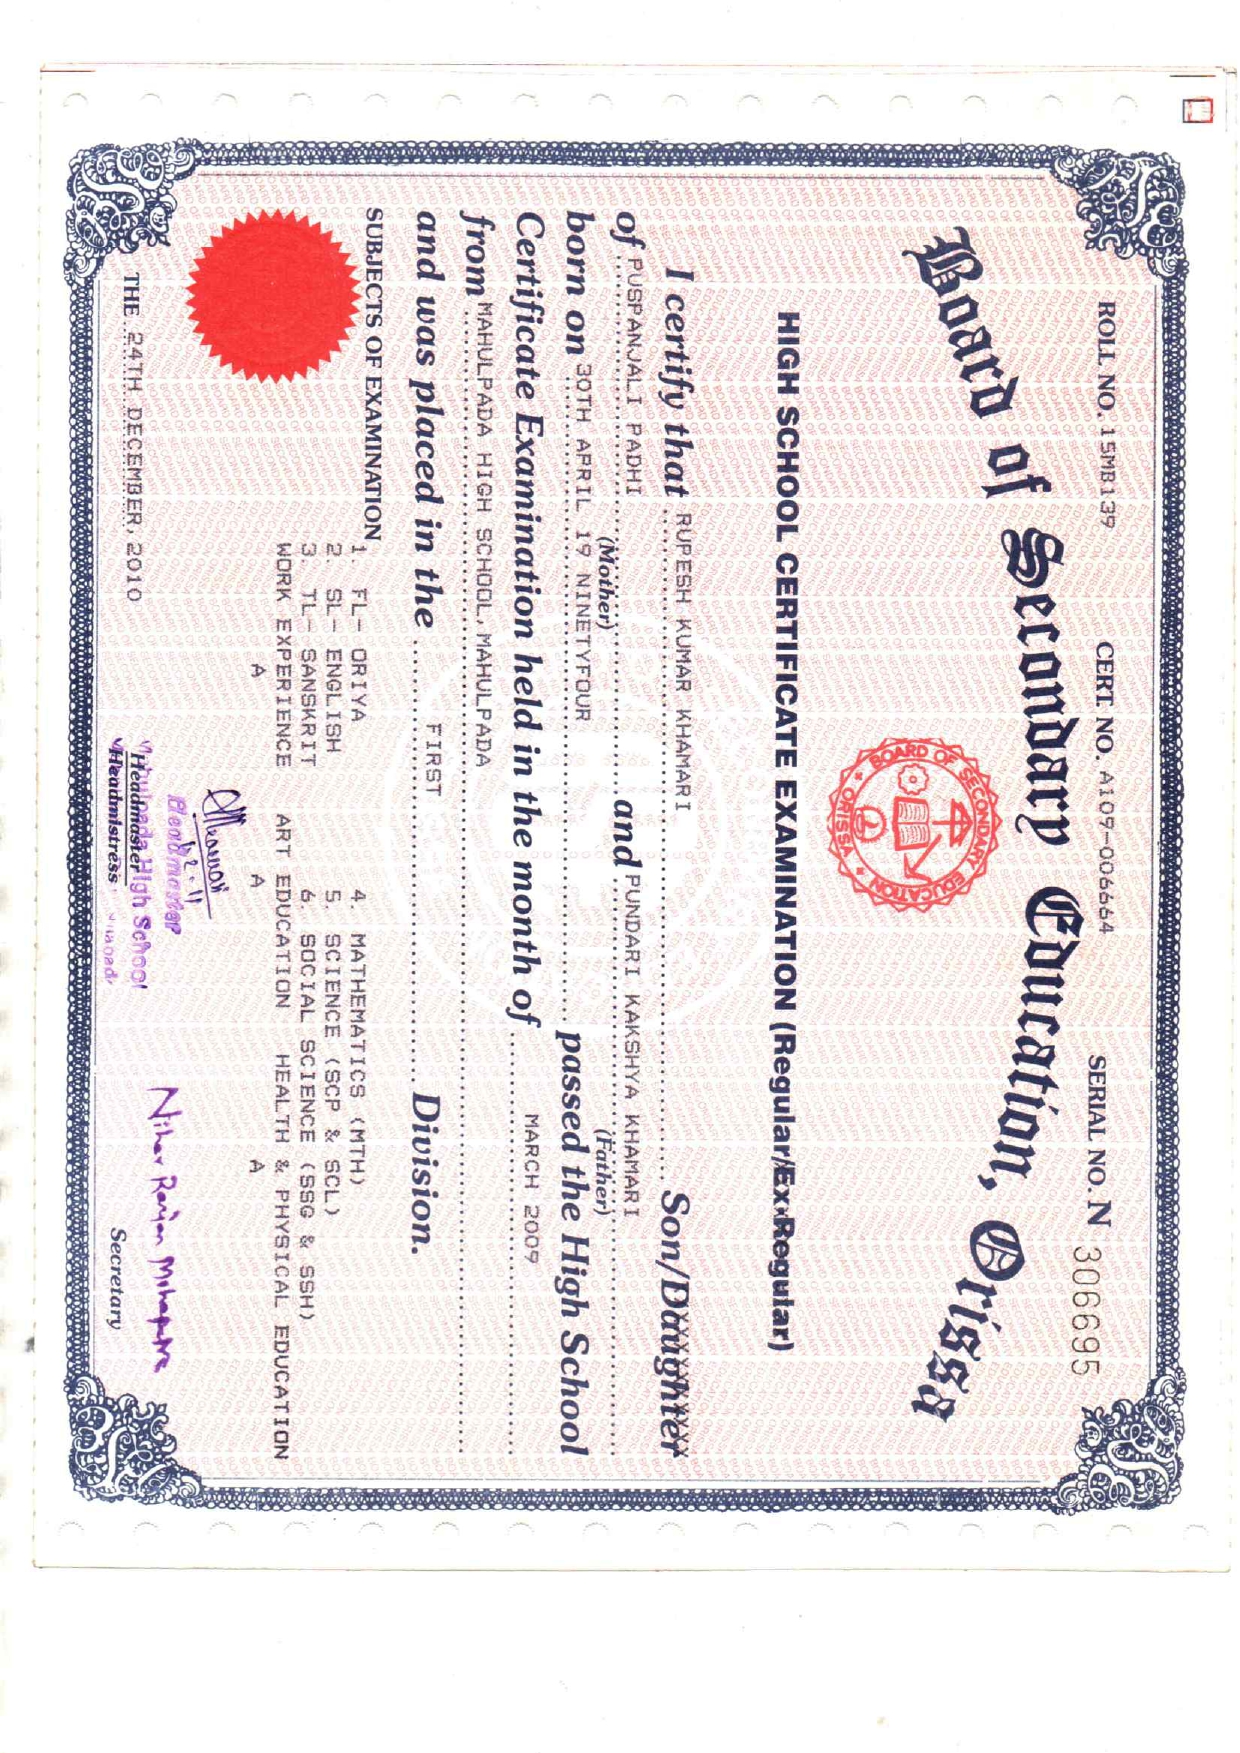 ROLL NO. 15MB139 CERT. NO. A109-006664 SERIAL NO. N 306695
Board of Secondary Education, Orissa
BOARD OF SECONDARY EDUCATION ORISSA
HIGH SCHOOL CERTIFICATE EXAMINATION (Regular/Ex-Regular)
I certify that RUPESH KUMAR KHAMARI Son/Daughter
of PUSPANJALI PADHI (Mother) and PUNDARI KAKSHYA KHAMARI (Father)
born on 30TH APRIL 19 NINETYFOUR passed the High School
Certificate Examination held in the month of MARCH 2009
from MAHULPADA HIGH SCHOOL, MAHULPADA
and was placed in the FIRST Division.
SUBJECTS OF EXAMINATION
1. FL- ORIYA 4. MATHEMATICS (MTH)
2. SL- ENGLISH 5. SCIENCE (SCP & SCL)
3. TL- SANSKRIT 6. SOCIAL SCIENCE (SSG & SSH)
WORK EXPERIENCE ART EDUCATION HEALTH & PHYSICAL EDUCATION
A A A
Headmaster
THE 24TH DECEMBER, 2010 High School Nihar Ranjan Mohapatra
Headmaster
Headmistress Secretary